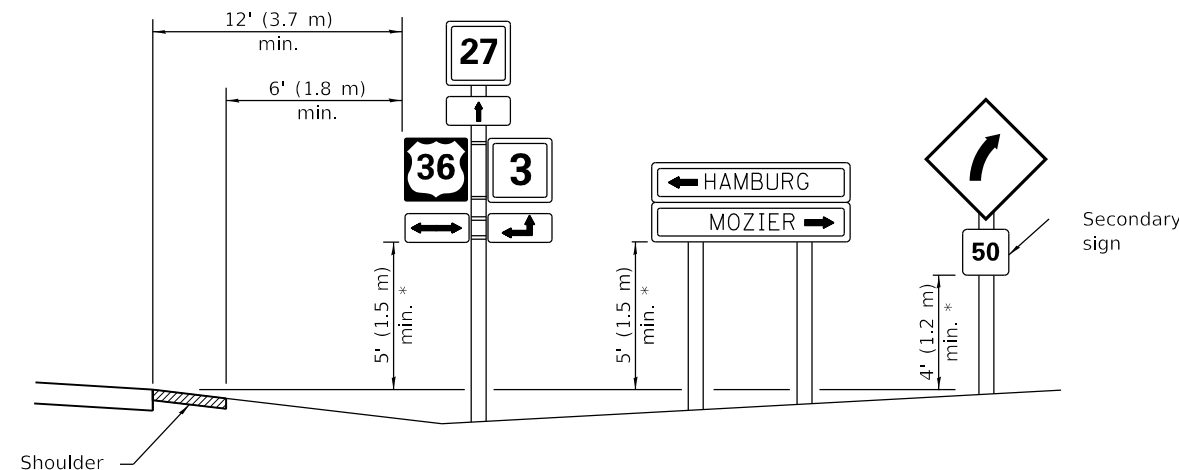 12' (3.7 m)
min.
6' (1.8 m)
min.
27
36
3
HAMBURG
MOZIER
50
Secondary
sign
5' (1.5 m)
min. *
5' (1.5 m)
min. *
4' (1.2 m)
min. *
Shoulder